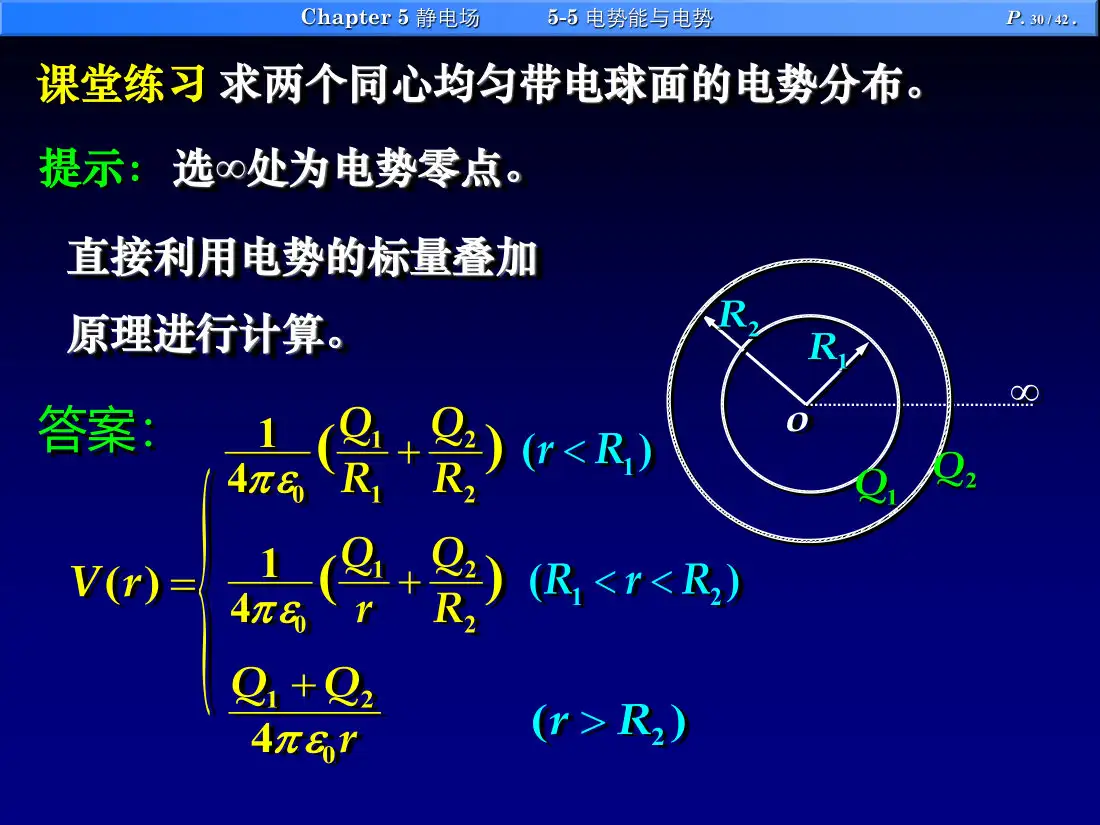 Chapter 5 静电场 5-5 电势能与电势 P. 30 / 42 .
课堂练习 求两个同心均匀带电球面的电势分布。
提示： 选∞处为电势零点。
直接利用电势的标量叠加
原理进行计算。
R₂
R₁
∞
o
Q₁
Q₂
答案：
V(r) = { 1/(4πε₀) (Q₁/R₁ + Q₂/R₂) (r < R₁)
1/(4πε₀) (Q₁/r + Q₂/R₂) (R₁ < r < R₂)
(Q₁ + Q₂)/(4πε₀r) (r > R₂)